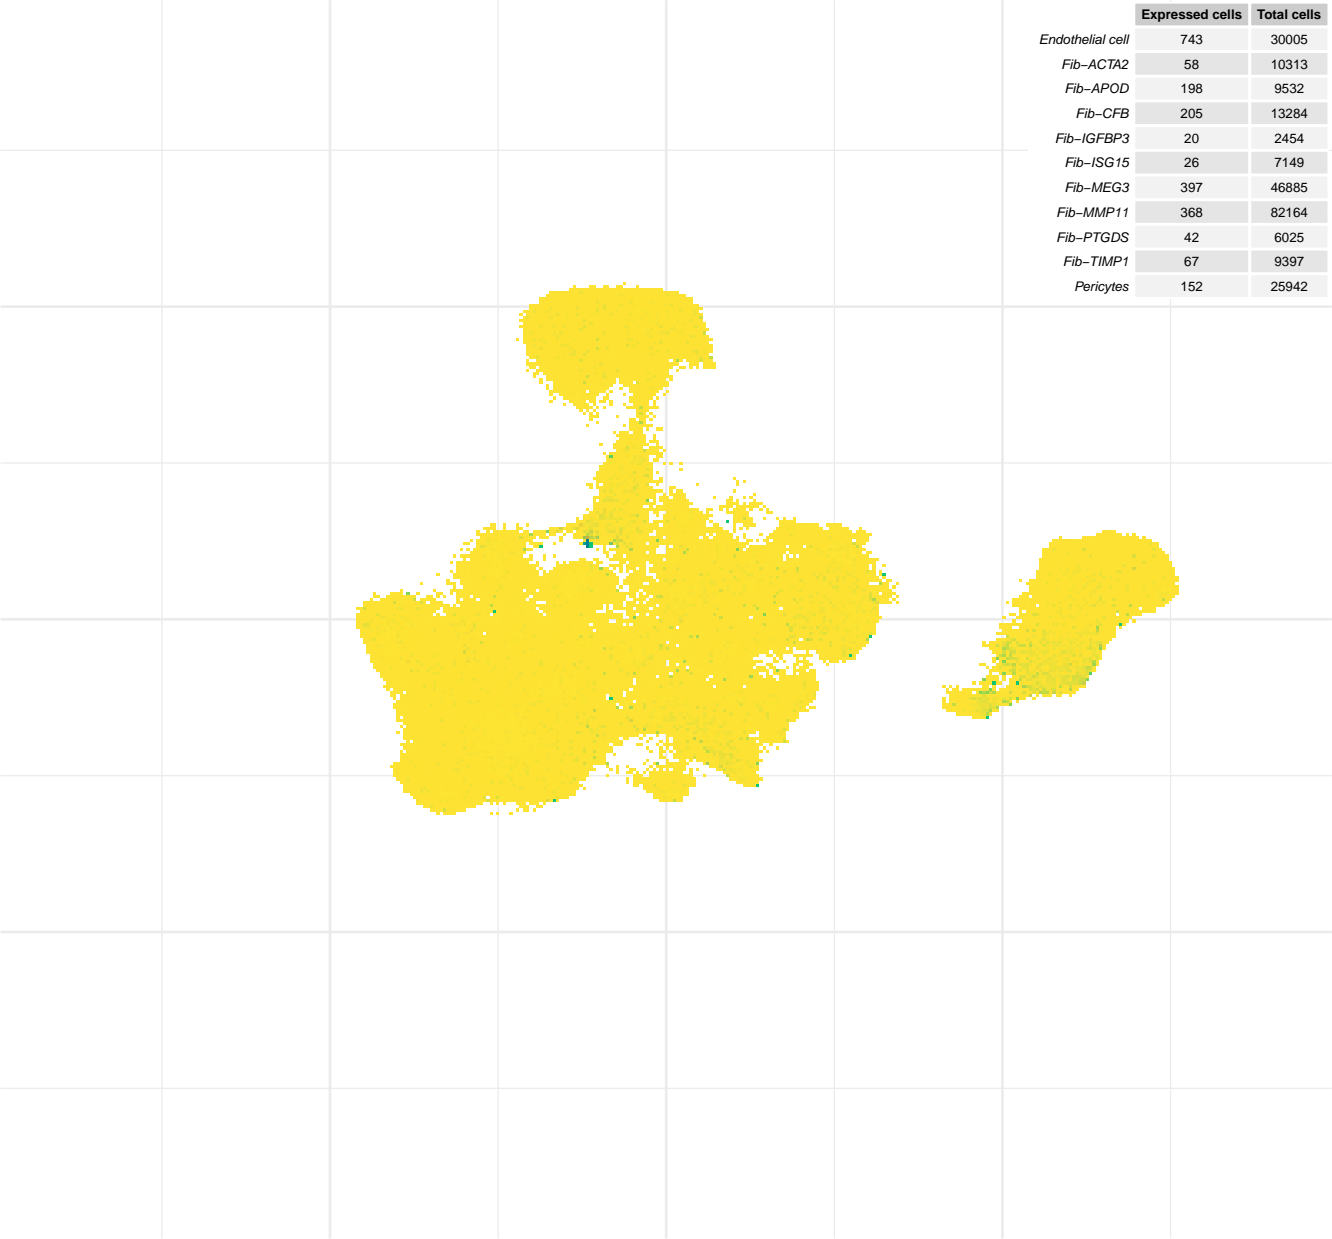 Expressed cells Total cells
Endothelial cell 743 30005
Fib−ACTA2 58 10313
Fib−APOD 198 9532
Fib−CFB 205 13284
Fib−IGFBP3 20 2454
Fib−ISG15 26 7149
Fib−MEG3 397 46885
Fib−MMP11 368 82164
Fib−PTGDS 42 6025
Fib−TIMP1 67 9397
Pericytes 152 25942